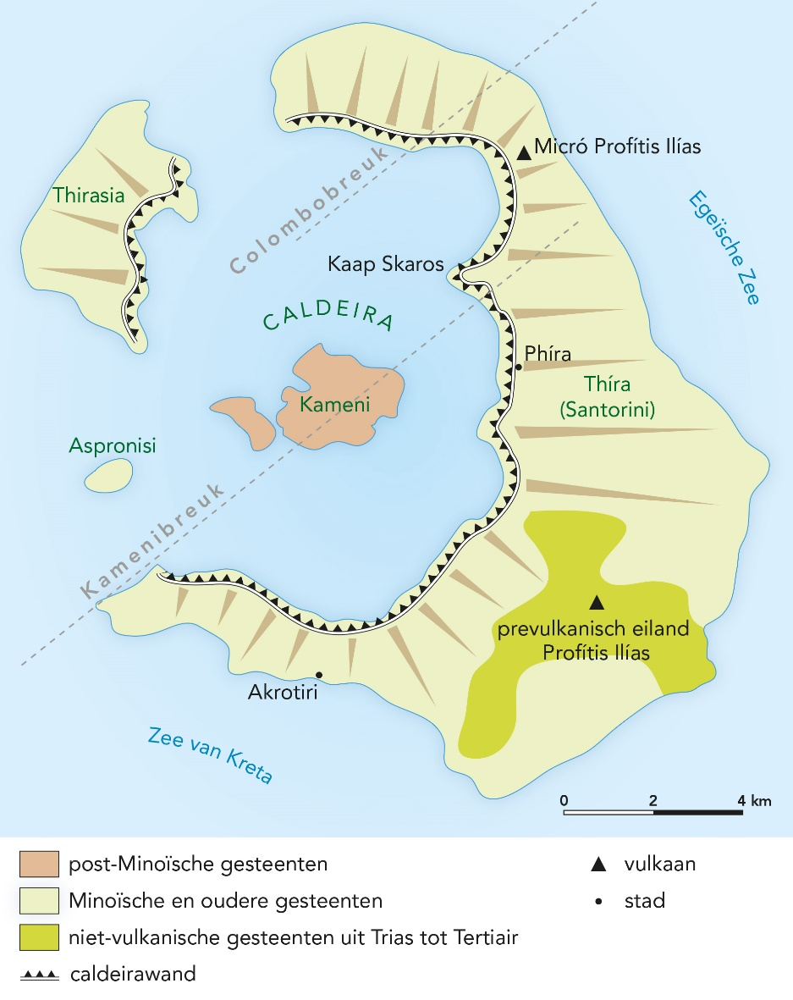 Micró Profítis Ilías
Thirasia
Colombobreuk
Egeïsche Zee
Kaap Skaros
CALDEIRA
Phíra
Thíra
(Santorini)
Kameni
Aspronisi
Kamenibreuk
prevulkanisch eiland
Profítis Ilías
Akrotiri
Zee van Kreta
0 2 4 km
post-Minoïsche gesteenten
Minoïsche en oudere gesteenten
niet-vulkanische gesteenten uit Trias tot Tertiair
caldeirawand
vulkaan
stad